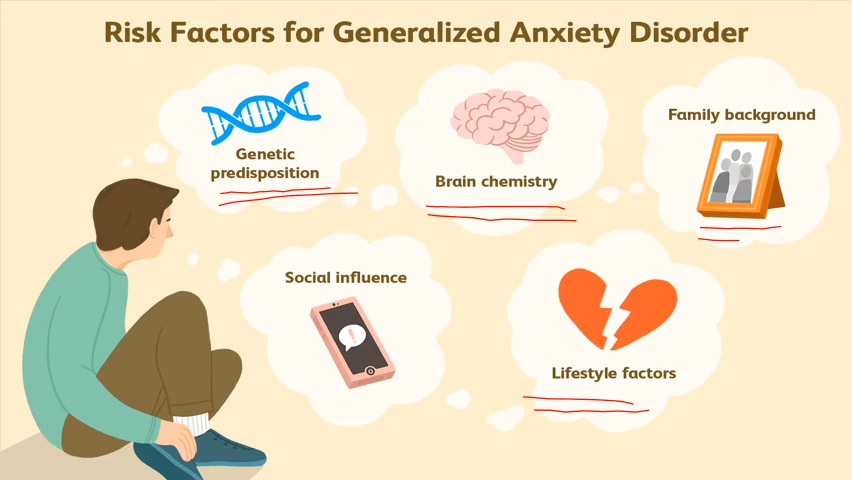 Risk Factors for Generalized Anxiety Disorder
Genetic
predisposition
Brain chemistry
Family background
Social influence
Lifestyle factors